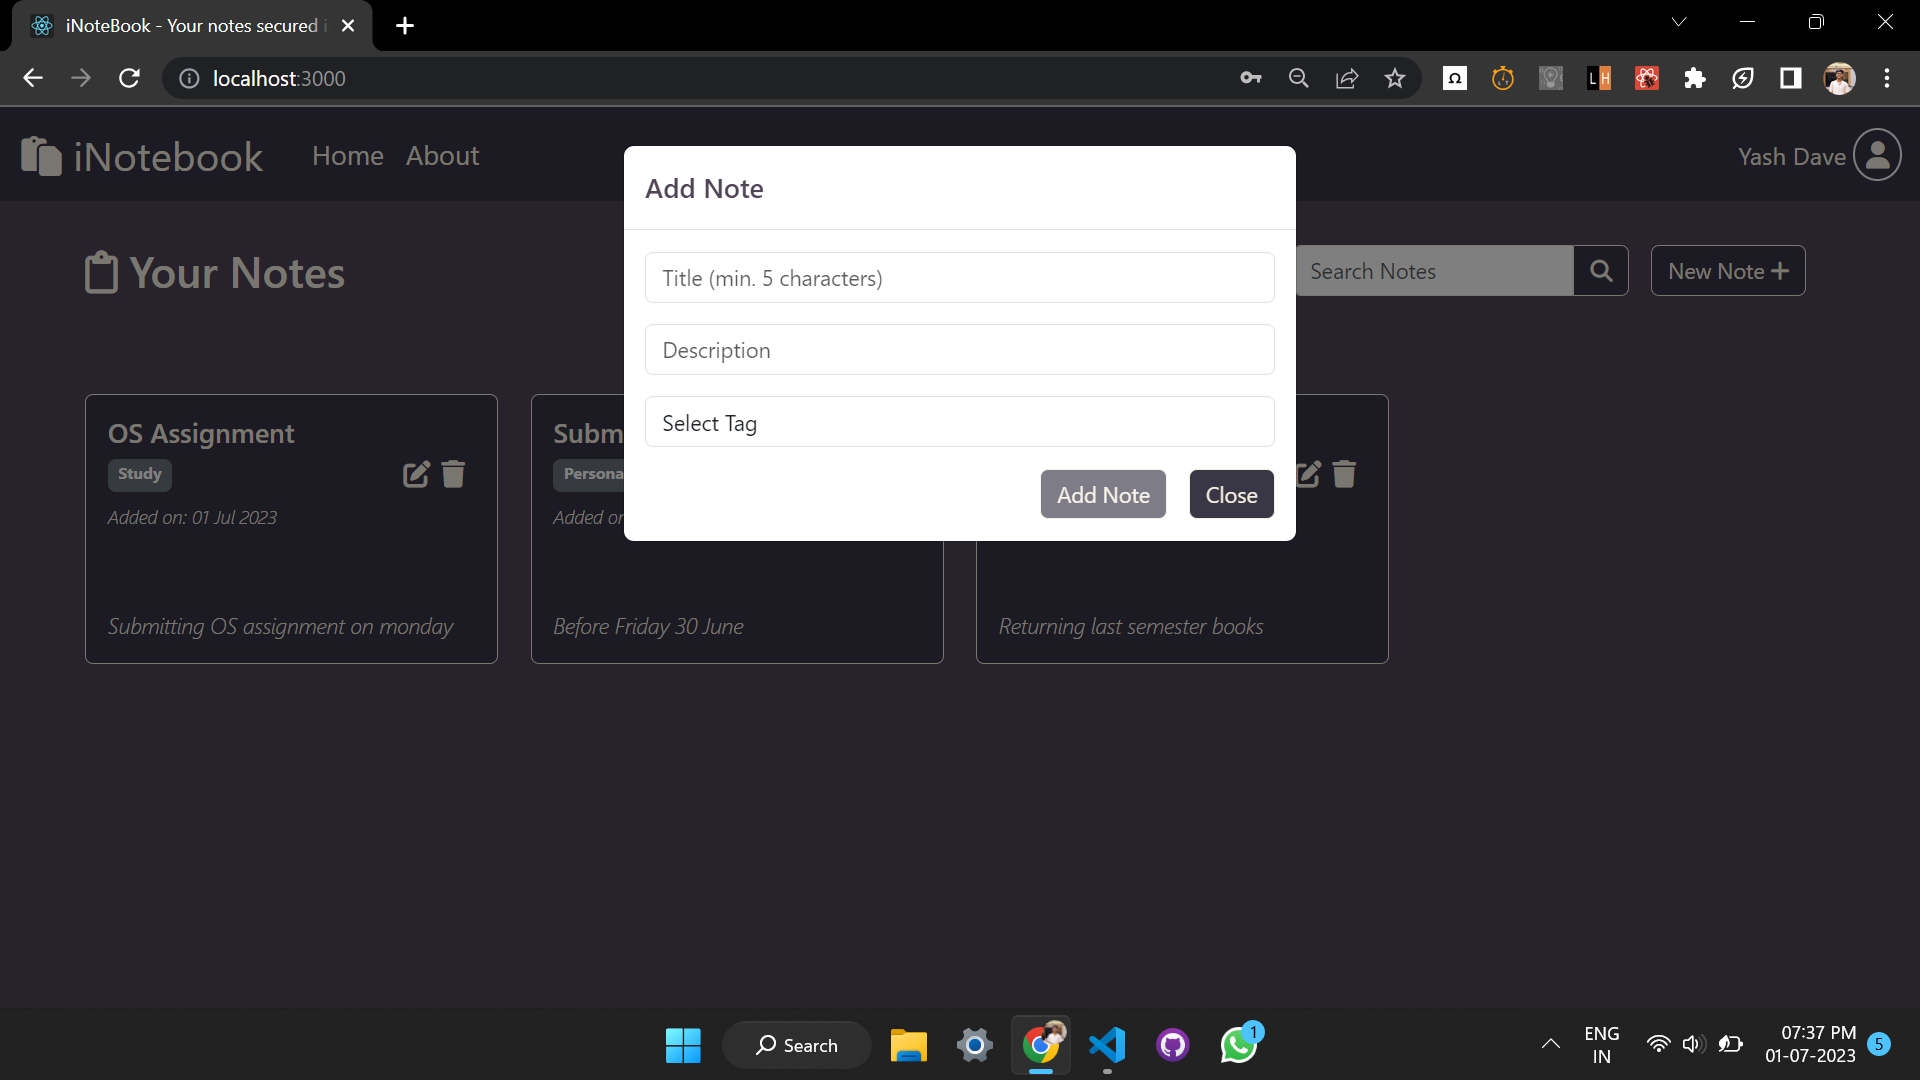 iNoteBook - Your notes secured
localhost:3000
LH
iNotebook
Home
About
Yash Dave
Add Note
Your Notes
Title (min. 5 characters)
Search Notes
New Note
Description
Select Tag
OS Assignment
Study
Added on: 01 Jul 2023
Submitting OS assignment on monday
Subm
Persona
Added on
Before Friday 30 June
Returning last semester books
Add Note
Close
Search
1
ENG
IN
07:37 PM
01-07-2023
5